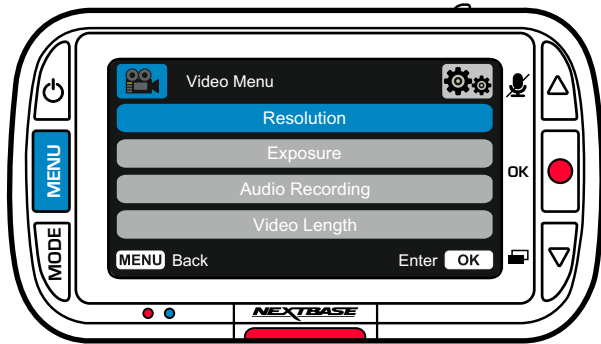 Video Menu
Resolution
Exposure
Audio Recording
Video Length
MENU Back
Enter OK
MENU
MODE
OK
NEXTBASE